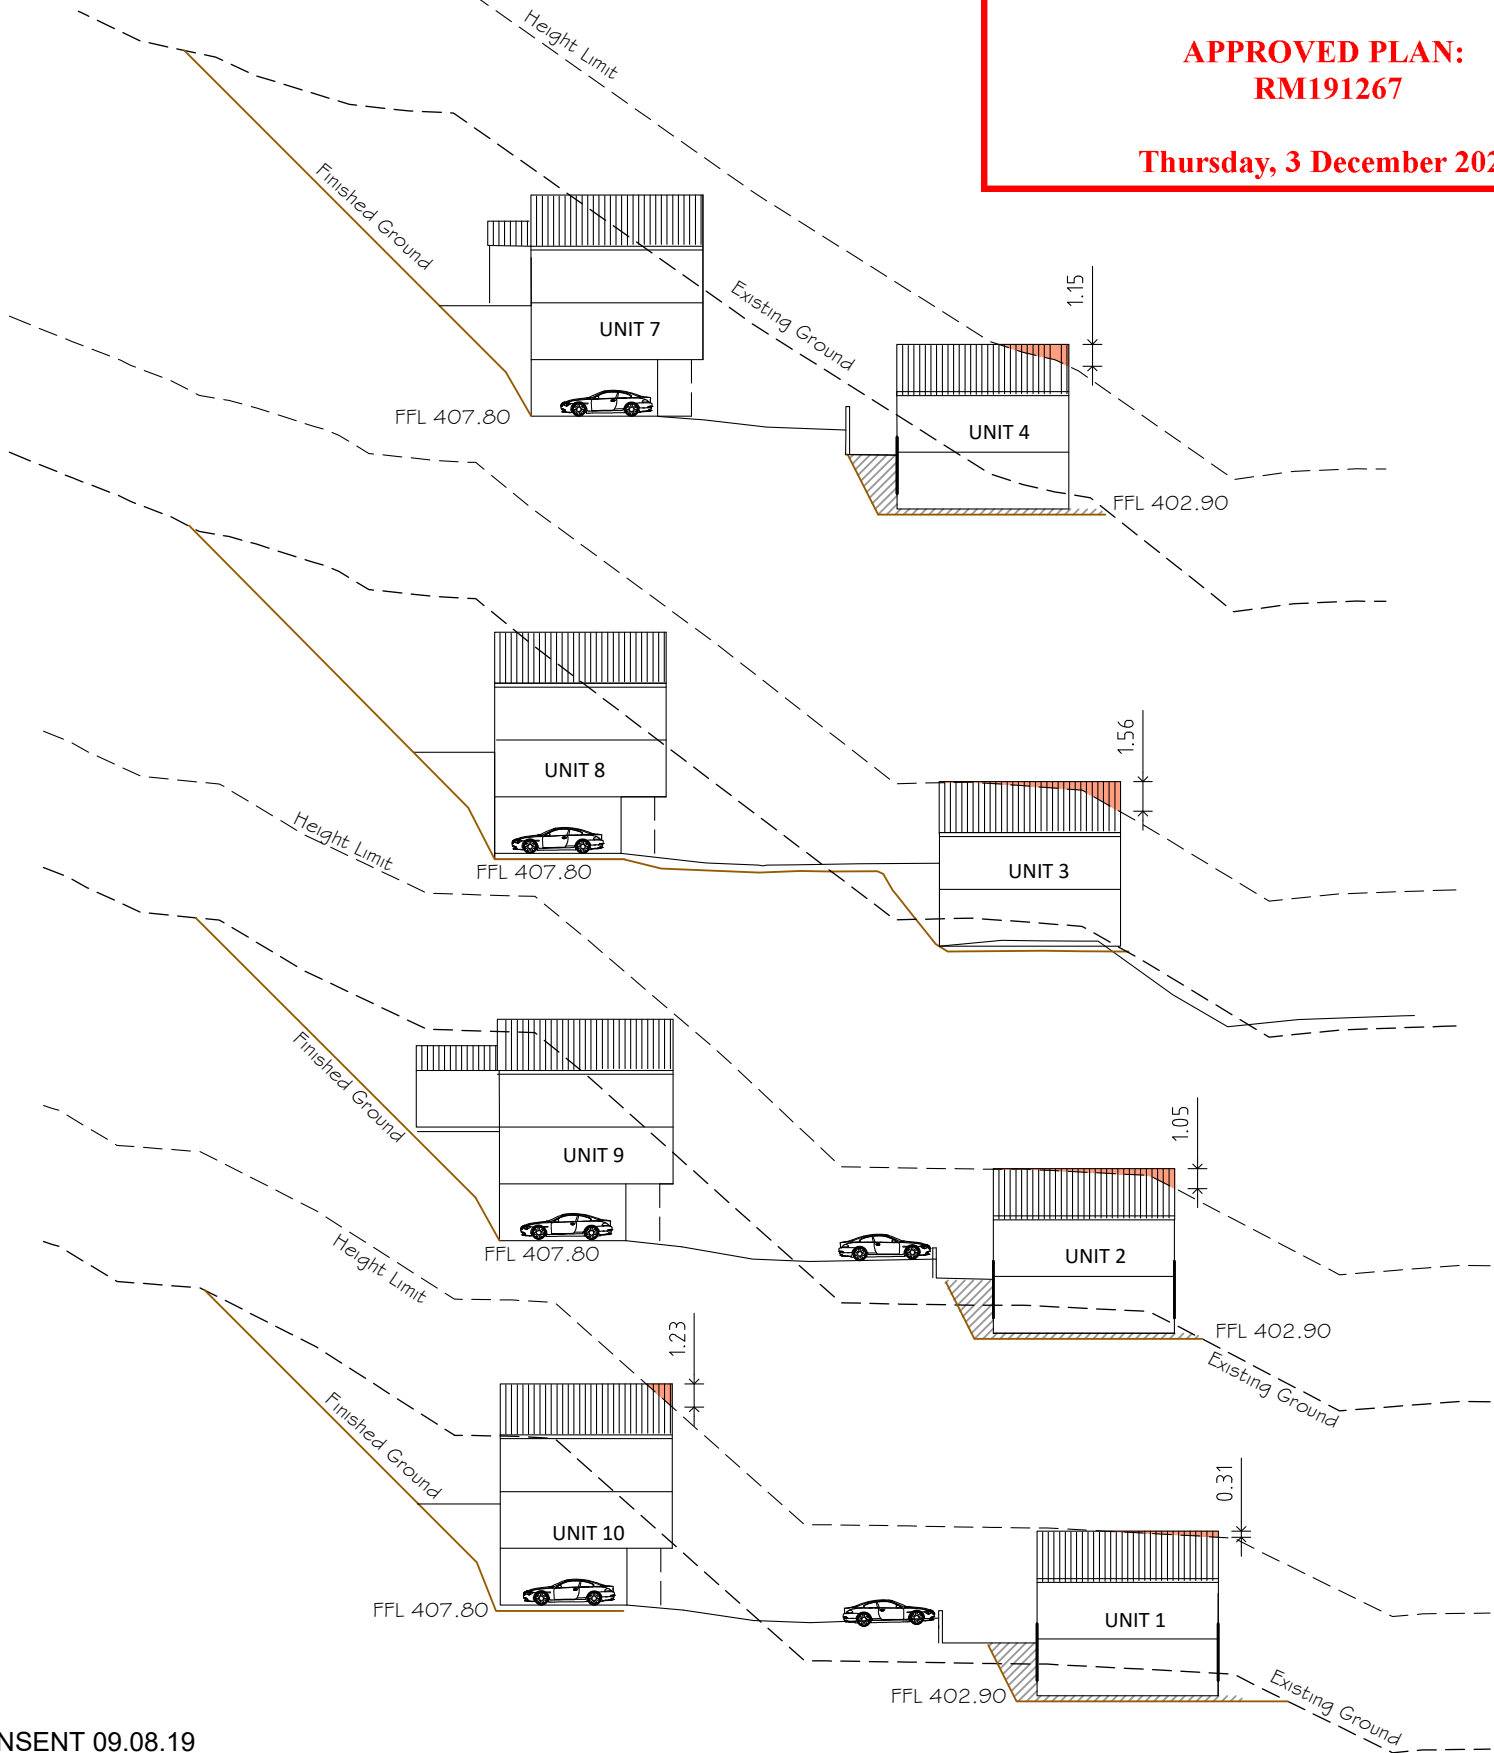 Height Limit
APPROVED PLAN:
RM191267
Thursday, 3 December 202
Finished Ground
UNIT 7
Existing Ground
1.15
FFL 407.80
UNIT 4
FFL 402.90
UNIT 8
1.56
Height Limit
FFL 407.80
UNIT 3
Finished Ground
UNIT 9
1.05
FFL 407.80
UNIT 2
Height Limit
FFL 402.90
1.23
Existing Ground
Finished Ground
UNIT 10
0.31
FFL 407.80
UNIT 1
FFL 402.90
Existing Ground
NSENT 09.08.19